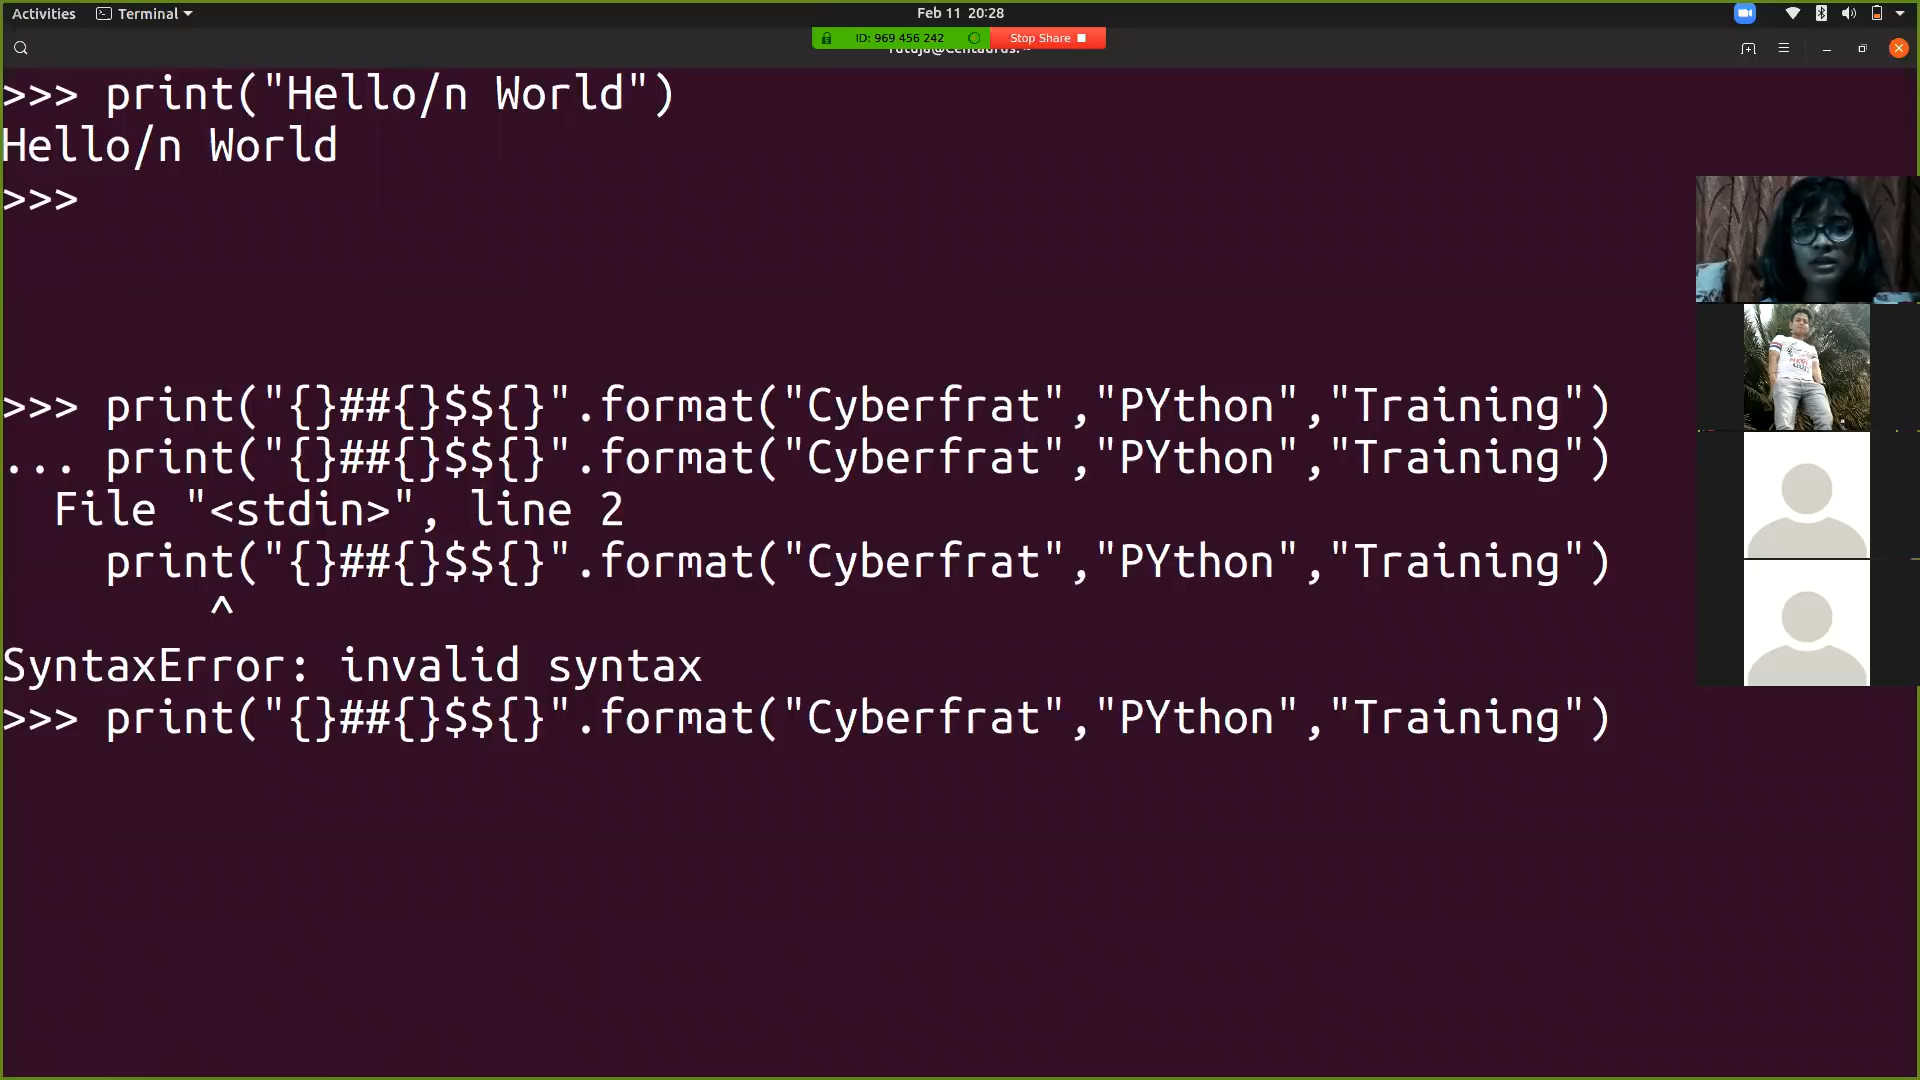 Activities
Terminal
Feb 11 20:28
ID: 969 456 242
Stop Share
>>> print("Hello/n World")
Hello/n World
>>>
>>> print("{}##{}$${}".format("Cyberfrat","PYthon","Training")
... print("{}##{}$${}".format("Cyberfrat","PYthon","Training")
File "<stdin>", line 2
print("{}##{}$${}".format("Cyberfrat","PYthon","Training")
^
SyntaxError: invalid syntax
>>> print("{}##{}$${}".format("Cyberfrat","PYthon","Training")